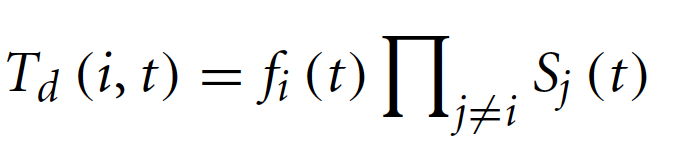 T_d (i, t) = f_i (t) ∏_{j≠i} S_j (t)